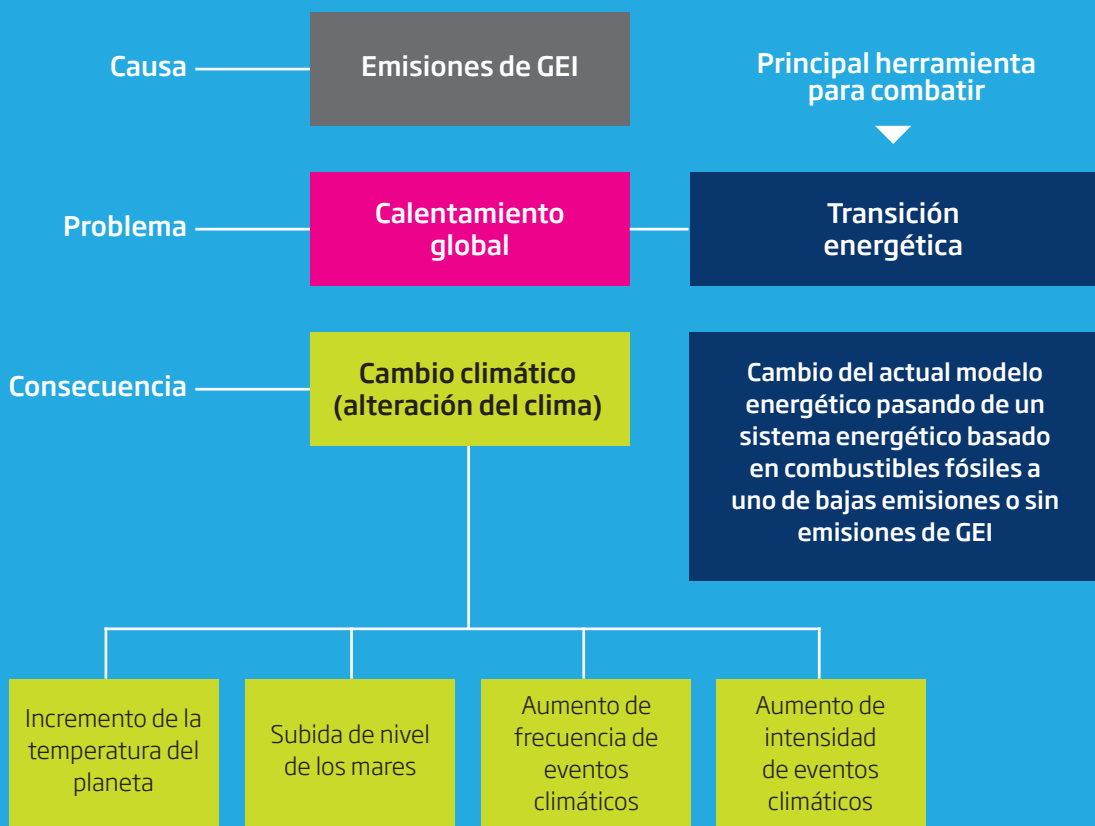 Causa
Emisiones de GEI
Principal herramienta
para combatir
Problema
Calentamiento
global
Transición
energética
Consecuencia
Cambio climático
(alteración del clima)
Cambio del actual modelo
energético pasando de un
sistema energético basado
en combustibles fósiles a
uno de bajas emisiones o sin
emisiones de GEI
Incremento de la
temperatura del
planeta
Subida de nivel
de los mares
Aumento de
frecuencia de
eventos
climáticos
Aumento de
intensidad
de eventos
climáticos